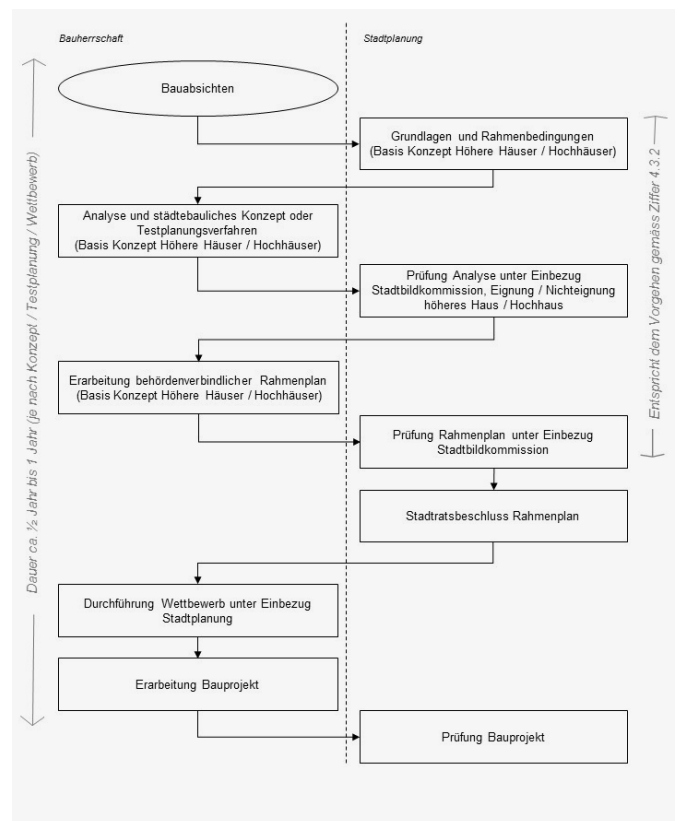 Bauherrschaft
Stadtplanung
Bauabsichten
Grundlagen und Rahmenbedingungen
(Basis Konzept Höhere Häuser / Hochhäuser)
Analyse und städtebauliches Konzept oder
Testplanungsverfahren
(Basis Konzept Höhere Häuser / Hochhäuser)
Prüfung Analyse unter Einbezug
Stadtbildkommission, Eignung / Nichteignung
höheres Haus / Hochhaus
Erarbeitung behördenverbindlicher Rahmenplan
(Basis Konzept Höhere Häuser / Hochhäuser)
Prüfung Rahmenplan unter Einbezug
Stadtbildkommission
Stadtratsbeschluss Rahmenplan
Durchführung Wettbewerb unter Einbezug
Stadtplanung
Erarbeitung Bauprojekt
Prüfung Bauprojekt
Dauer ca. ½ Jahr bis 1 Jahr (je nach Konzept / Testplanung / Wettbewerb)
Entspricht dem Vorgehen gemäss Ziffer 4.3.2